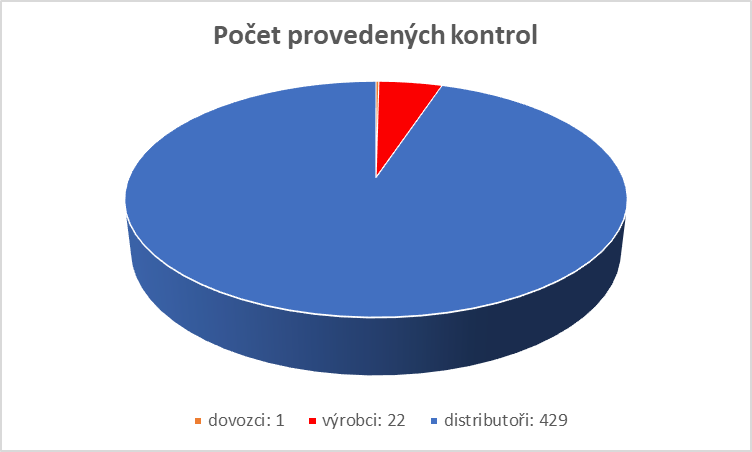 Počet provedených kontrol
dovozci: 1 výrobci: 22 distributoři: 429